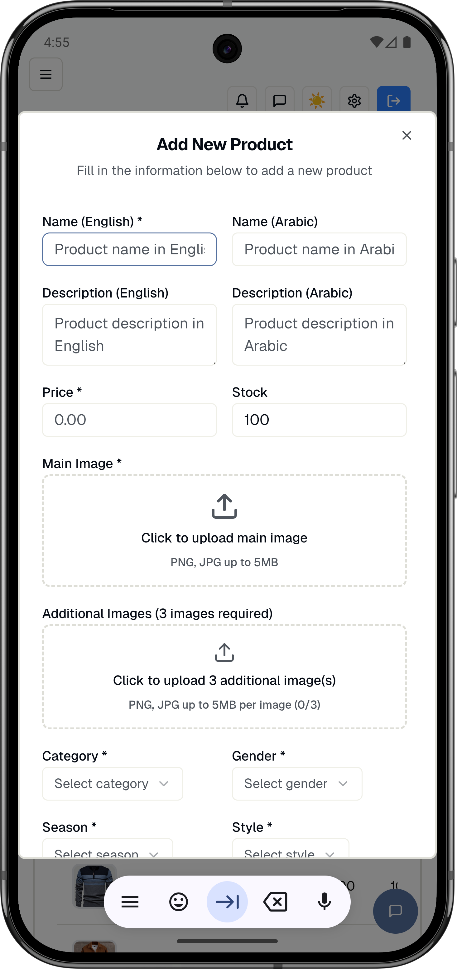 4:55
Add New Product
Fill in the information below to add a new product
Name (English) *
Name (Arabic)
Product name in Engli
Product name in Arabi
Description (English)
Description (Arabic)
Product description in
English
Product description in
Arabic
Price *
Stock
0.00
100
Main Image *
Click to upload main image
PNG, JPG up to 5MB
Additional Images (3 images required)
Click to upload 3 additional image(s)
PNG, JPG up to 5MB per image (0/3)
Category *
Gender *
Select category
Select gender
Season *
Style *
Select season
Select style